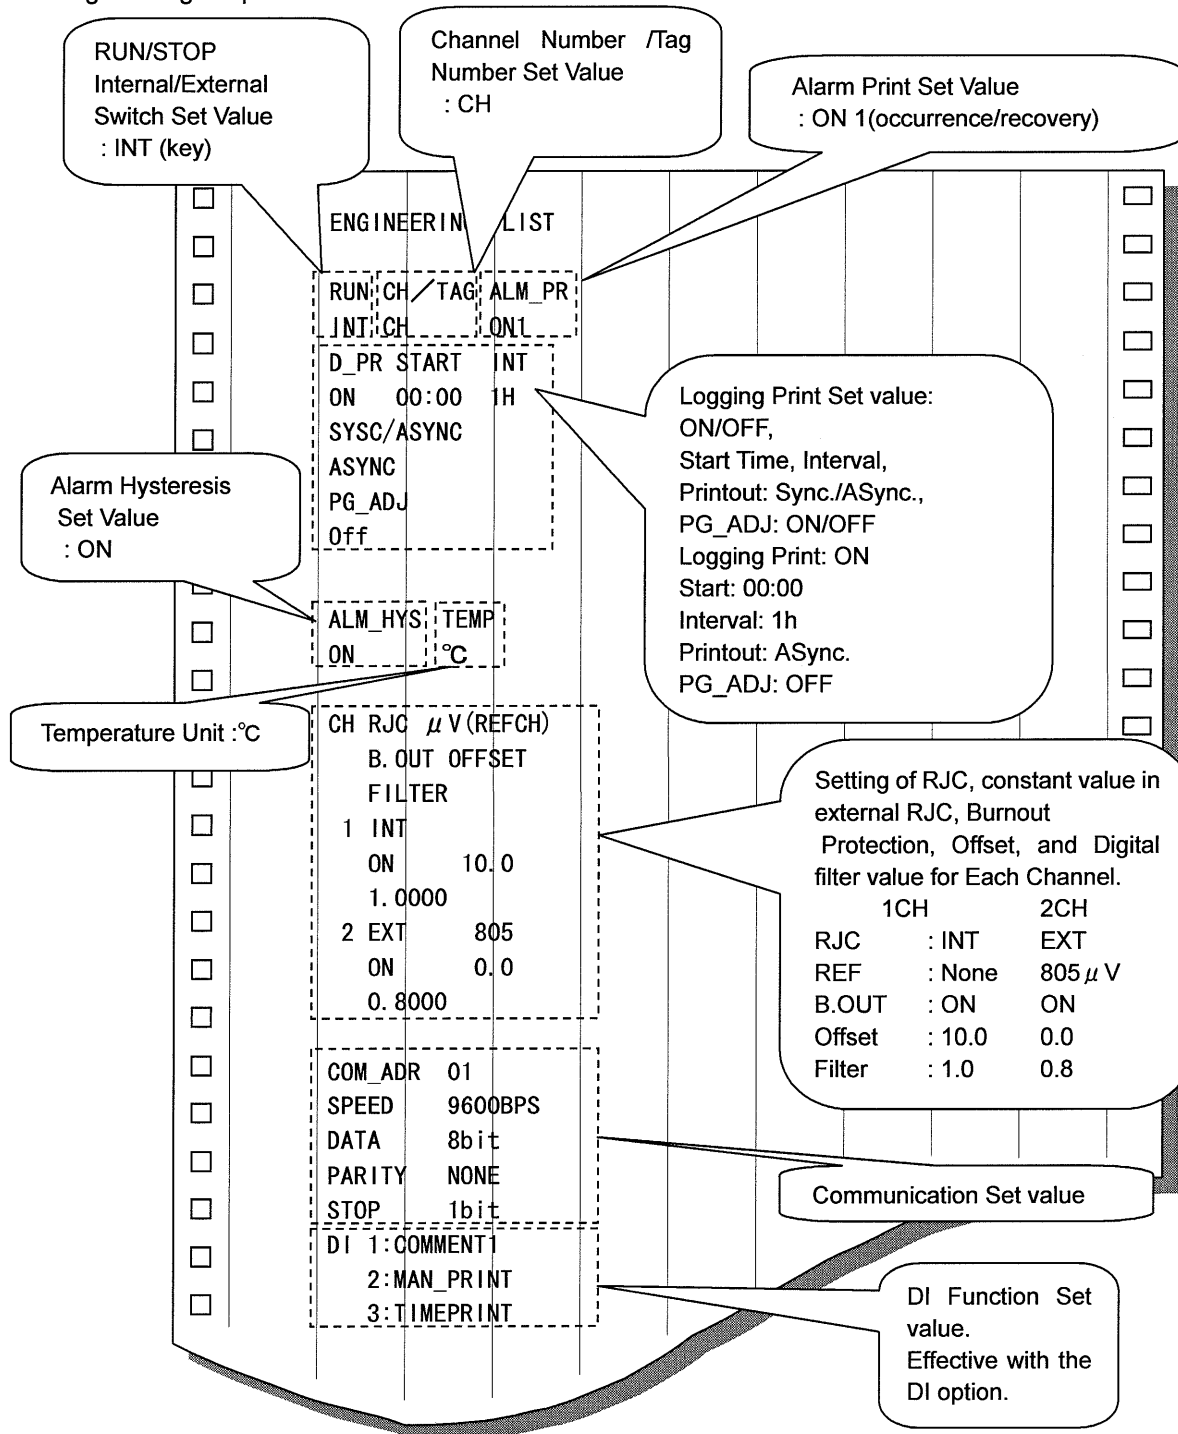 RUN/STOP
Internal/External
Switch Set Value
: INT (key)
Channel Number /Tag
Number Set Value
: CH
Alarm Print Set Value
: ON 1(occurrence/recovery)
LIST
RUN CH/TAG ALM_PR
INT CH ON1
D_PR START INT
ON 00:00 1H
SYSC/ASYNC
ASYNC
PG_ADJ
Off
Logging Print Set value:
ON/OFF,
Start Time, Interval,
Printout: Sync./ASync.,
PG_ADJ: ON/OFF
Logging Print: ON
Start: 00:00
Interval: 1h
Printout: ASync.
PG_ADJ: OFF
Alarm Hysteresis
Set Value
: ON
ALM_HYS TEMP
ON °C
Temperature Unit :°C
CH RJC μV(REFCH)
B.OUT OFFSET
FILTER
1 INT
ON 10.0
1.0000
2 EXT 805
ON 0.0
0.8000
Setting of RJC, constant value in
external RJC, Burnout
Protection, Offset, and Digital
filter value for Each Channel.
1CH 2CH
RJC : INT EXT
REF : None 805μV
B.OUT : ON ON
Offset : 10.0 0.0
Filter : 1.0 0.8
COM_ADR 01
SPEED 9600BPS
DATA 8bit
PARITY NONE
STOP 1bit
Communication Set value
DI 1:COMMENT1
2:MAN_PRINT
3:TIMEPRINT
DI Function Set
value.
Effective with the
DI option.